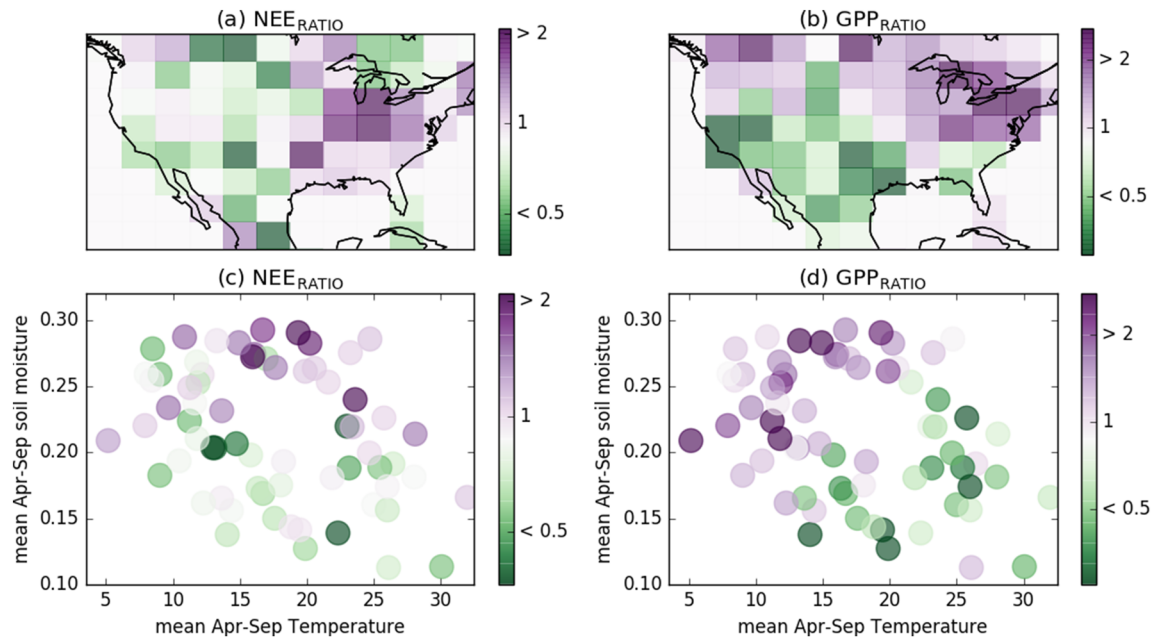 (a) NEE_RATIO
(b) GPP_RATIO
> 2
1
< 0.5
> 2
1
< 0.5
(c) NEE_RATIO
(d) GPP_RATIO
mean Apr-Sep soil moisture
0.30
0.25
0.20
0.15
0.10
5 10 15 20 25 30
mean Apr-Sep Temperature
> 2
1
< 0.5
mean Apr-Sep soil moisture
0.30
0.25
0.20
0.15
0.10
5 10 15 20 25 30
mean Apr-Sep Temperature
> 2
1
< 0.5